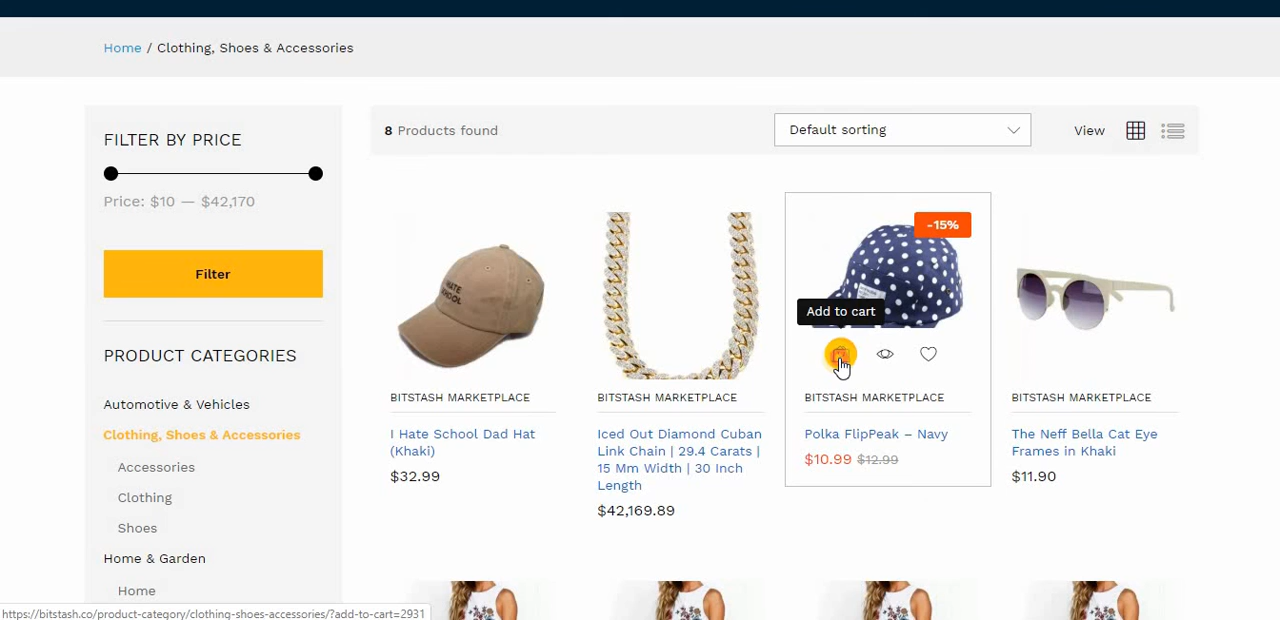 Home / Clothing, Shoes & Accessories
FILTER BY PRICE
Price: $10 — $42,170
Filter
PRODUCT CATEGORIES
Automotive & Vehicles
Clothing, Shoes & Accessories
Accessories
Clothing
Shoes
Home & Garden
Home
8 Products found
Default sorting
View
HATE
SCHOOL
BITSTASH MARKETPLACE
I Hate School Dad Hat
(Khaki)
$32.99
BITSTASH MARKETPLACE
Iced Out Diamond Cuban
Link Chain | 29.4 Carats |
15 Mm Width | 30 Inch
Length
$42,169.89
-15%
Add to cart
BITSTASH MARKETPLACE
Polka FlipPeak – Navy
$10.99 $12.99
BITSTASH MARKETPLACE
The Neff Bella Cat Eye
Frames in Khaki
$11.90
https://bitstash.co/product-category/clothing-shoes-accessories/?add-to-cart=2931